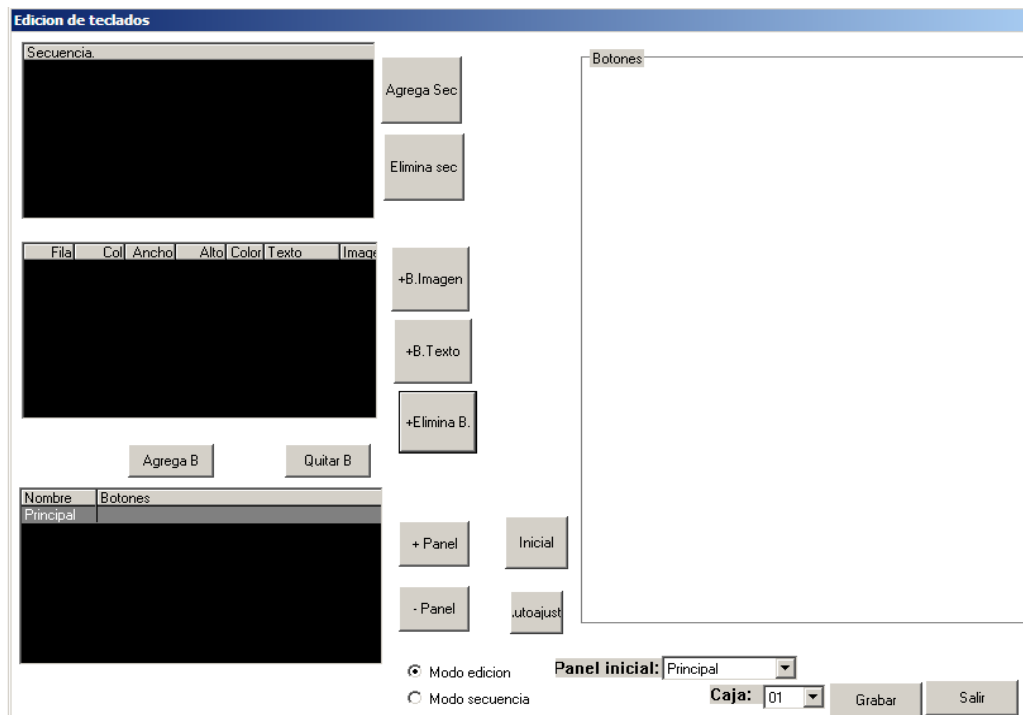 Edicion de teclados
Secuencia.
Agrega Sec
Elimina sec
Botones
Fila Col Ancho Alto Color Texto Image
+B.Imagen
+B.Texto
+Elimina B.
Agrega B Quitar B
Nombre Botones
Principal
+ Panel Inicial
- Panel .utoajust
Modo edicion Panel inicial: Principal
Modo secuencia Caja: 01 Grabar Salir